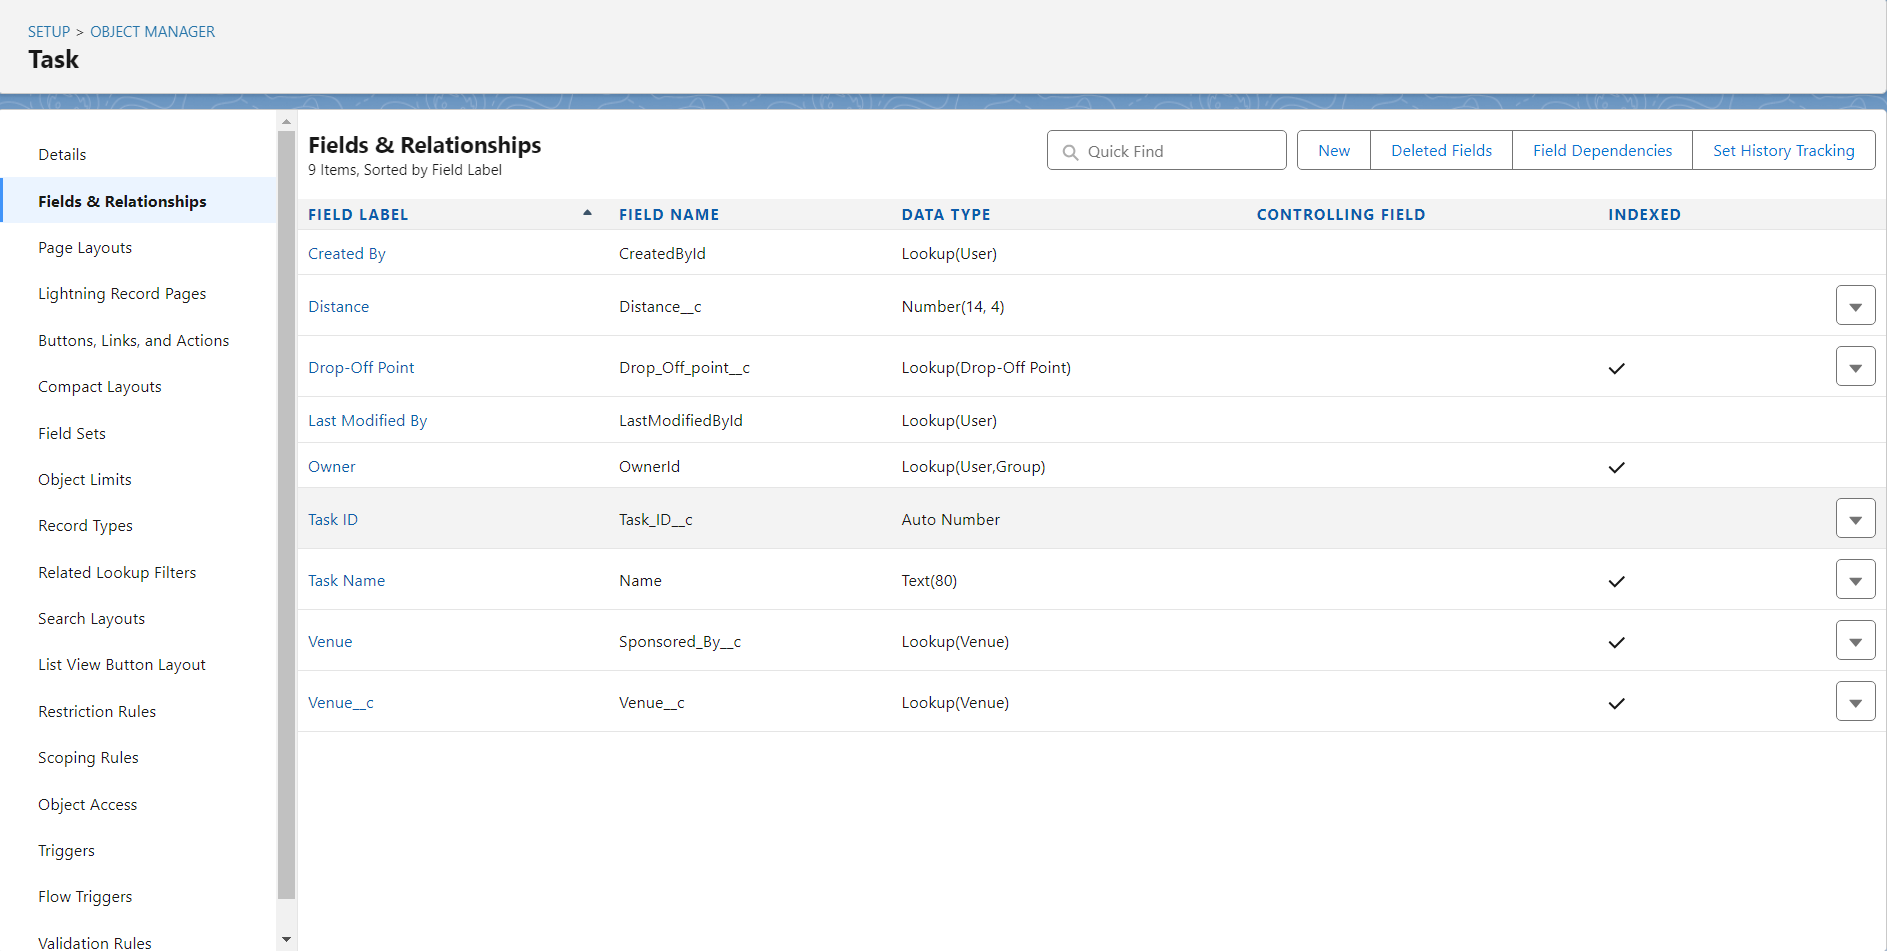 SETUP > OBJECT MANAGER
Task
Details
Fields & Relationships
Page Layouts
Lightning Record Pages
Buttons, Links, and Actions
Compact Layouts
Field Sets
Object Limits
Record Types
Related Lookup Filters
Search Layouts
List View Button Layout
Restriction Rules
Scoping Rules
Object Access
Triggers
Flow Triggers
Validation Rules
Fields & Relationships
9 Items, Sorted by Field Label
Quick Find
New Deleted Fields Field Dependencies Set History Tracking
FIELD LABEL FIELD NAME DATA TYPE CONTROLLING FIELD INDEXED
Created By CreatedById Lookup(User)
Distance Distance__c Number(14, 4)
Drop-Off Point Drop_Off_point__c Lookup(Drop-Off Point)
Last Modified By LastModifiedById Lookup(User)
Owner OwnerId Lookup(User,Group)
Task ID Task_ID__c Auto Number
Task Name Name Text(80)
Venue Sponsored_By__c Lookup(Venue)
Venue__c Venue__c Lookup(Venue)